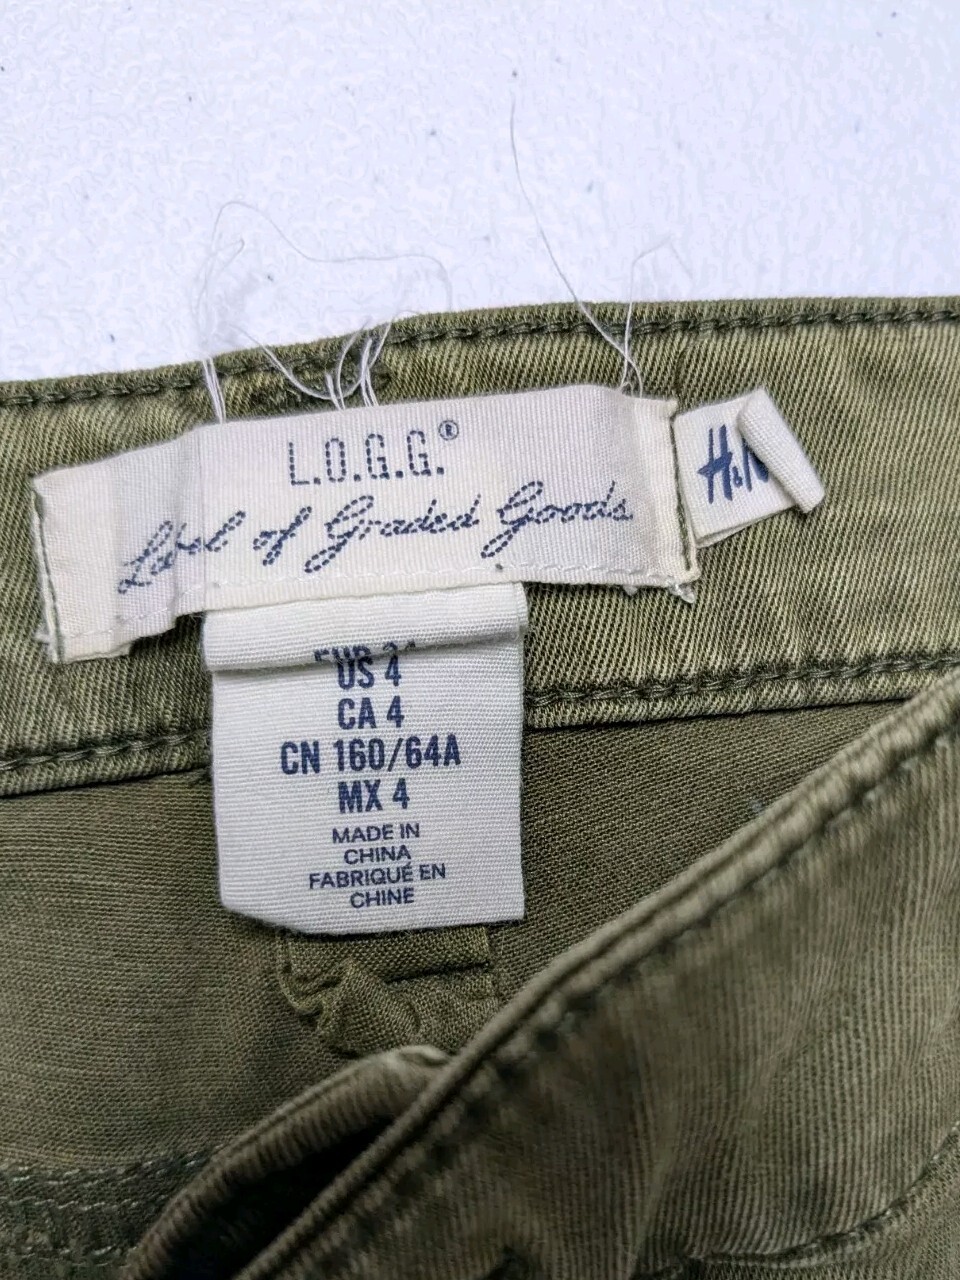 L.O.G.G.®
Label of Graded Goods.
H&M
US 4
CA 4
CN 160/64A
MX 4
MADE IN
CHINA
FABRIQUÉ EN
CHINE